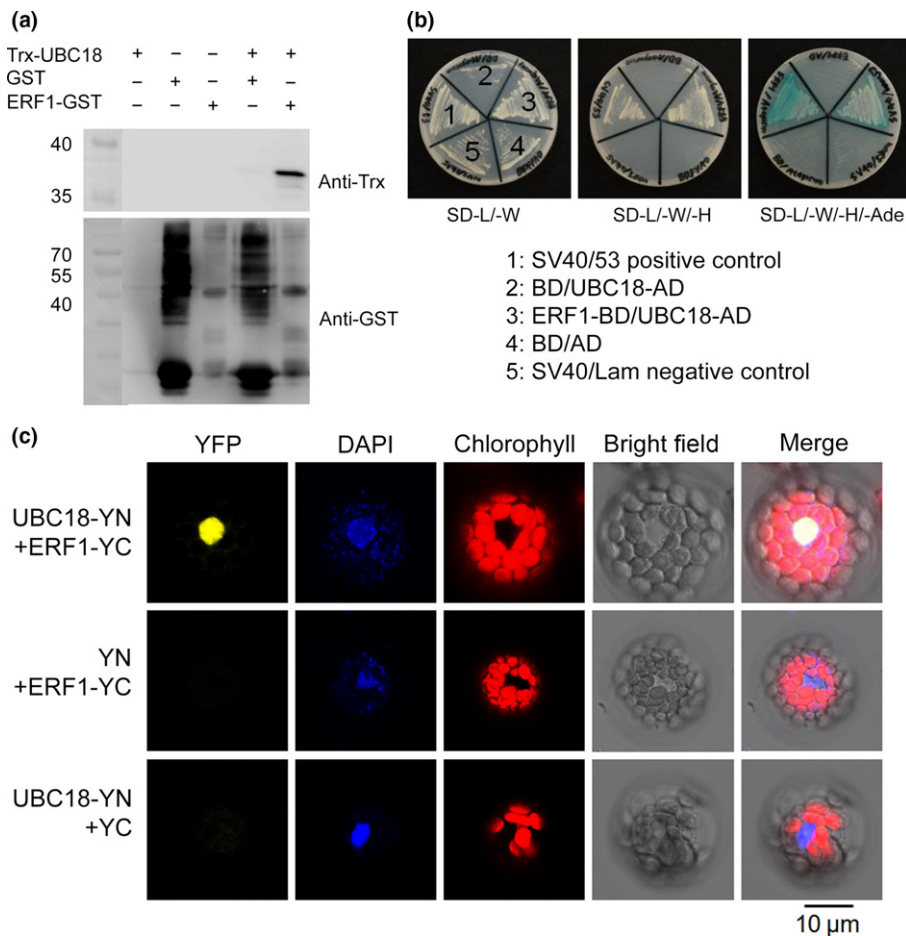 (a)
Trx-UBC18 + – – + +
GST – + – + –
ERF1-GST – – + – +
40
35
Anti-Trx
70
55
40
Anti-GST
(b)
1
2
3
4
5
SD-L/-W
SD-L/-W/-H
SD-L/-W/-H/-Ade
1: SV40/53 positive control
2: BD/UBC18-AD
3: ERF1-BD/UBC18-AD
4: BD/AD
5: SV40/Lam negative control
(c)
YFP
DAPI
Chlorophyll
Bright field
Merge
UBC18-YN
+ERF1-YC
YN
+ERF1-YC
UBC18-YN
+YC
10 µm